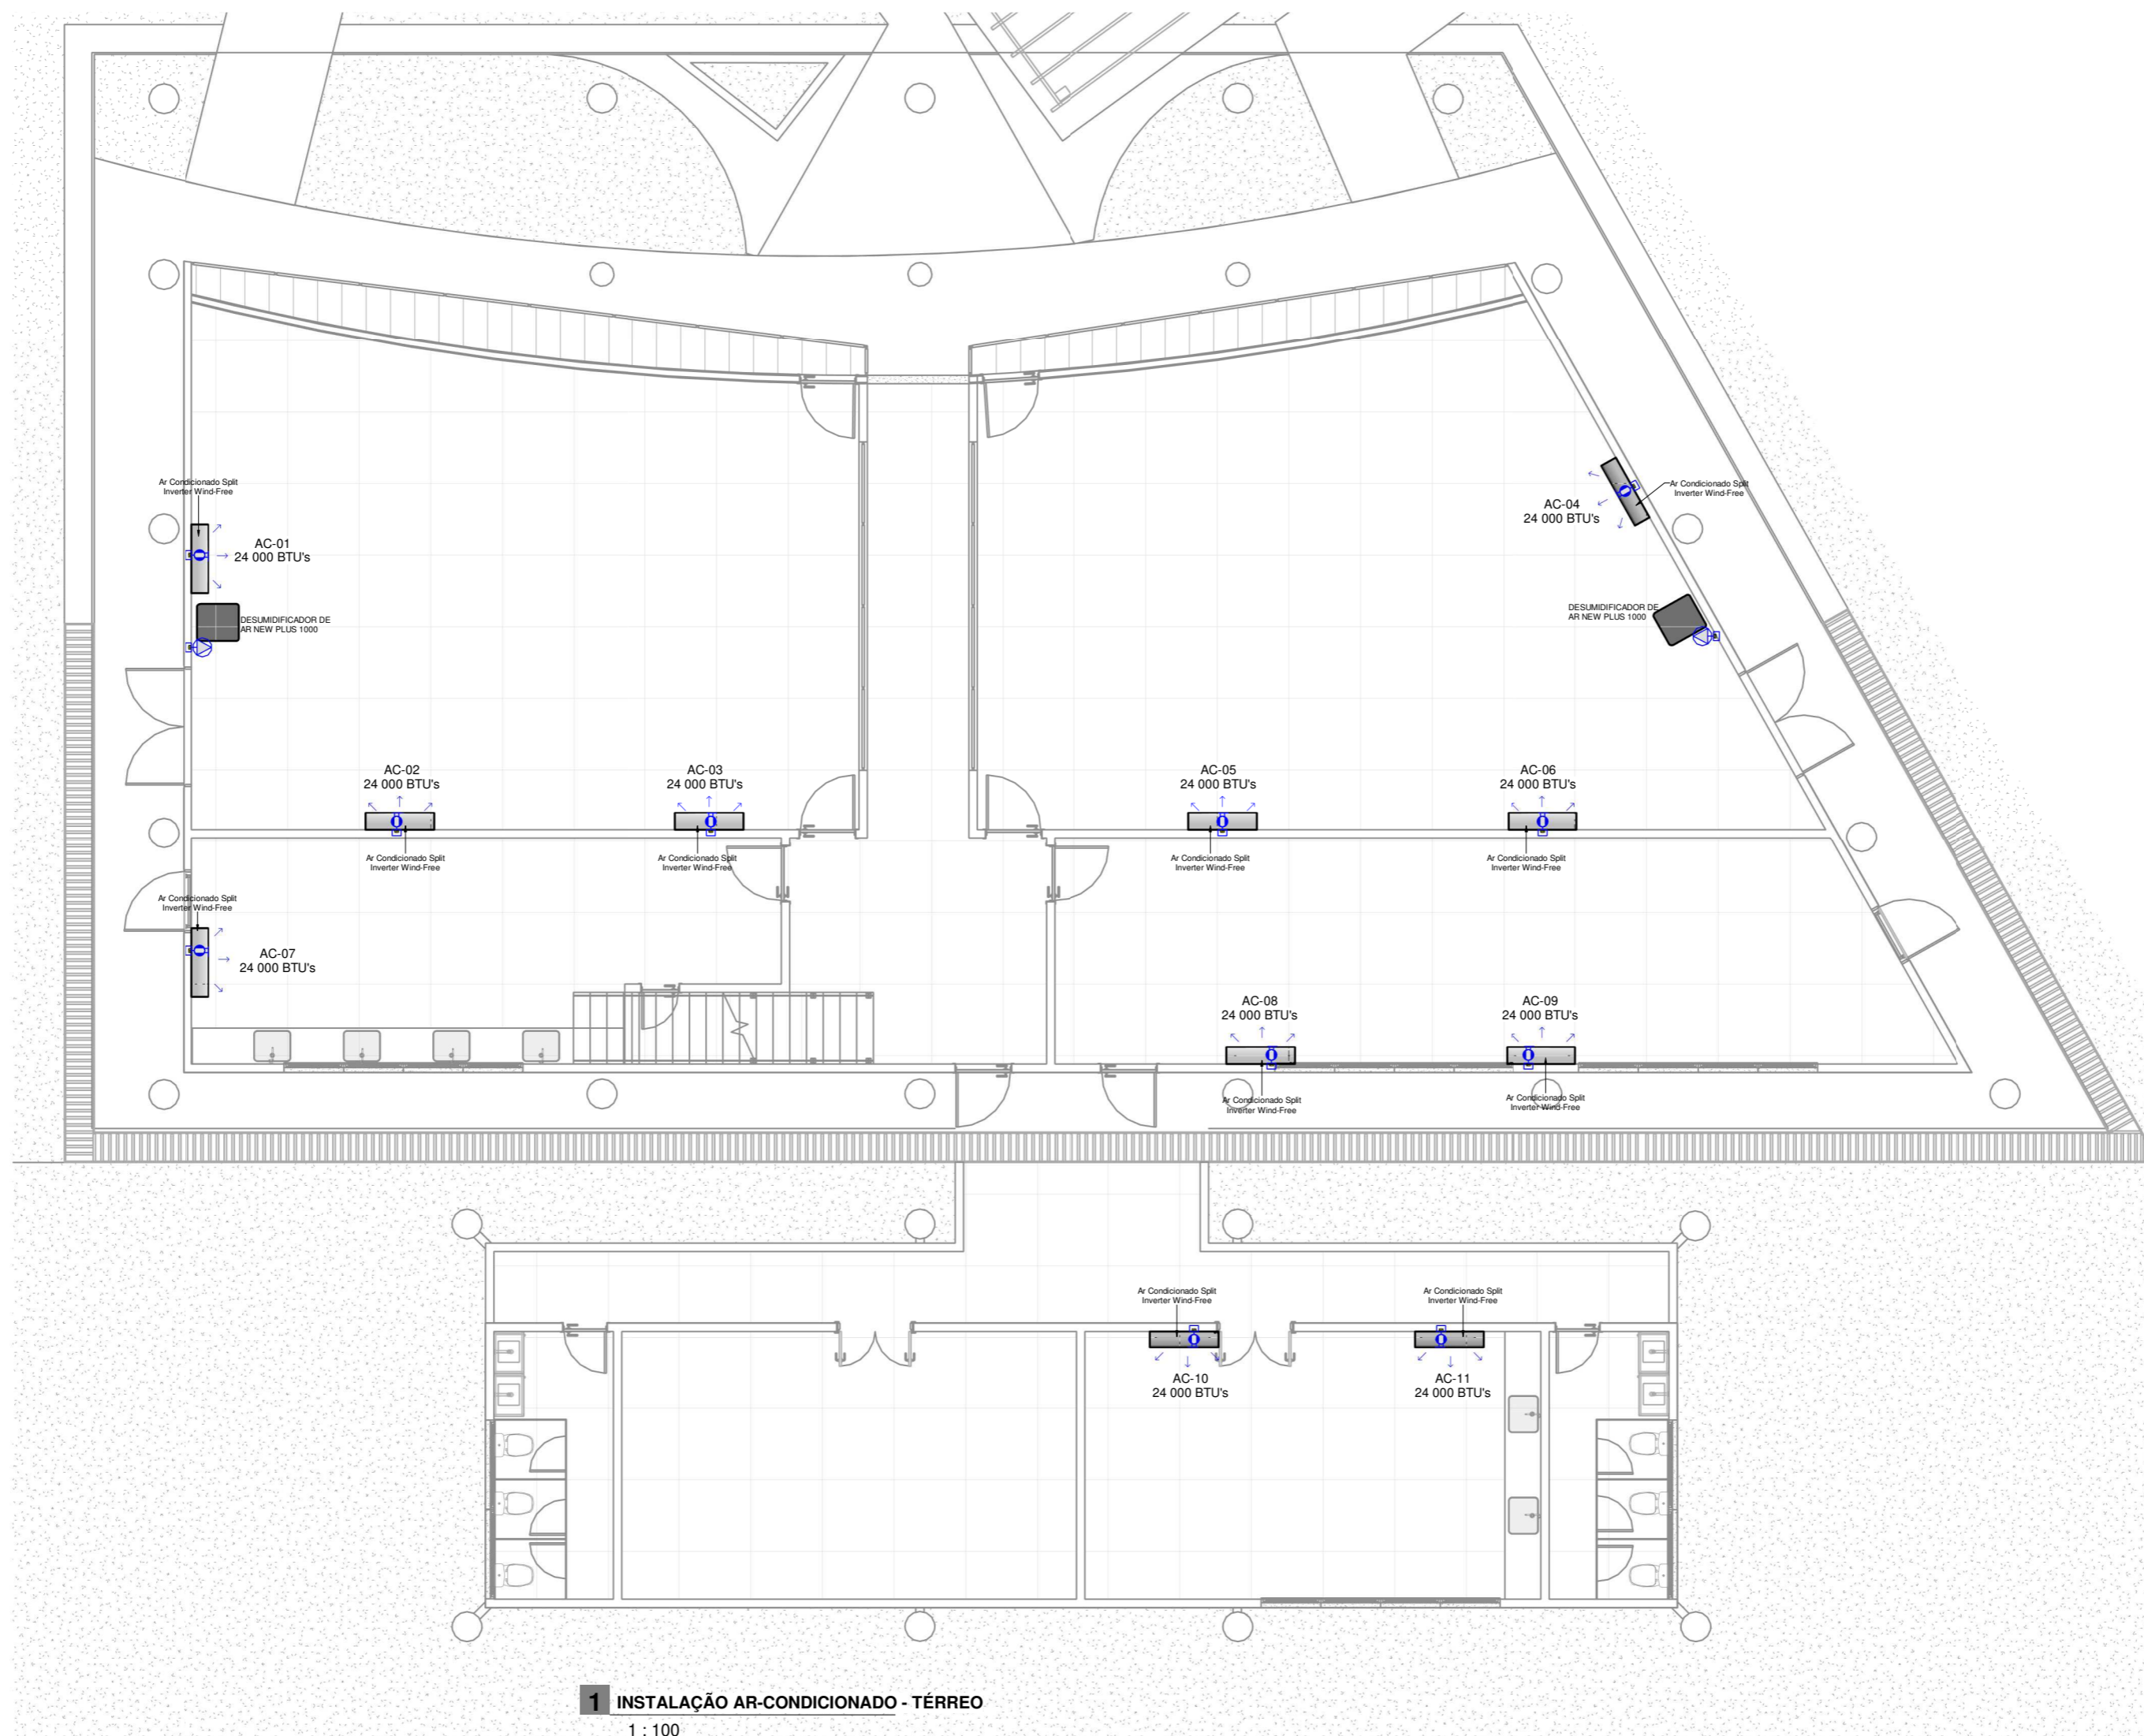 Ar Condicionado Split
Inverter Wind-Free
AC-01
24 000 BTU's
DESUMIDIFICADOR DE
AR NEW PLUS 1000
AC-04
24 000 BTU's
Ar Condicionado Split
Inverter Wind-Free
DESUMIDIFICADOR DE
AR NEW PLUS 1000
AC-02
24 000 BTU's
Ar Condicionado Split
Inverter Wind-Free
AC-03
24 000 BTU's
Ar Condicionado Split
Inverter Wind-Free
AC-05
24 000 BTU's
Ar Condicionado Split
Inverter Wind-Free
AC-06
24 000 BTU's
Ar Condicionado Split
Inverter Wind-Free
Ar Condicionado Split
Inverter Wind-Free
AC-07
24 000 BTU's
AC-08
24 000 BTU's
Ar Condicionado Split
Inverter Wind-Free
AC-09
24 000 BTU's
Ar Condicionado Split
Inverter Wind-Free
Ar Condicionado Split
Inverter Wind-Free
AC-10
24 000 BTU's
Ar Condicionado Split
Inverter Wind-Free
AC-11
24 000 BTU's
1 INSTALAÇÃO AR-CONDICIONADO - TÉRREO
1 : 100